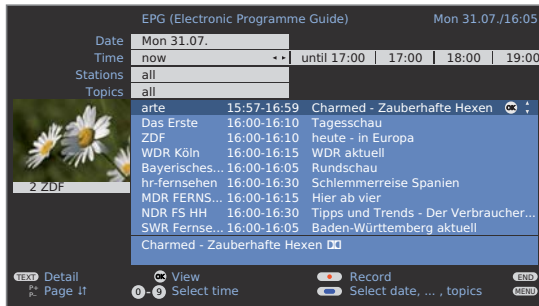 EPG (Electronic Programme Guide) Mon 31.07./16:05
Date Mon 31.07.
Time now until 17:00 17:00 18:00 19:00
Stations all
Topics all
arte 15:57-16:59 Charmed - Zauberhafte Hexen OK
Das Erste 16:00-16:10 Tagesschau
ZDF 16:00-16:10 heute - in Europa
WDR Köln 16:00-16:15 WDR aktuell
Bayerisches... 16:00-16:05 Rundschau
hr-fernsehen 16:00-16:30 Schlemmerreise Spanien
MDR FERNS... 16:00-16:15 Hier ab vier
NDR FS HH 16:00-16:30 Tipps und Trends - Der Verbraucher...
SWR Fernse... 16:00-16:05 Baden-Württemberg aktuell
2 ZDF
Charmed - Zauberhafte Hexen
TEXT Detail OK View Record END
P+ P- Page 0-9 Select time Select date, ... , topics MENU